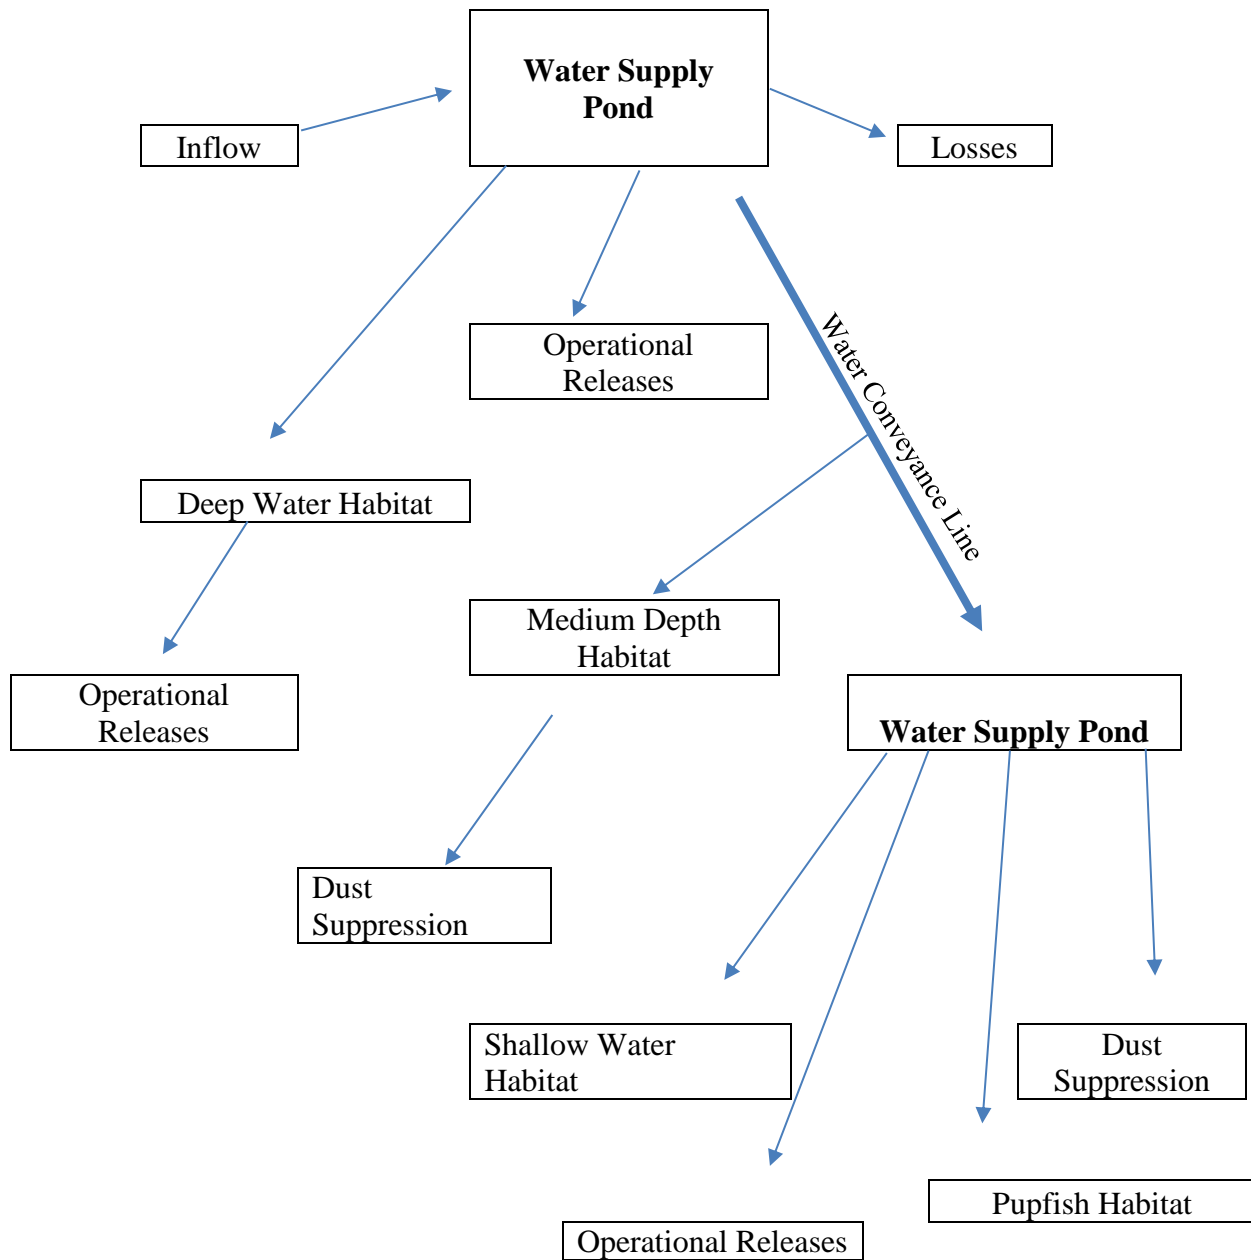 Water Supply
Pond
Inflow
Losses
Operational
Releases
Water Conveyance Line
Deep Water Habitat
Medium Depth
Habitat
Operational
Releases
Water Supply Pond
Dust
Suppression
Shallow Water
Habitat
Dust
Suppression
Pupfish Habitat
Operational Releases